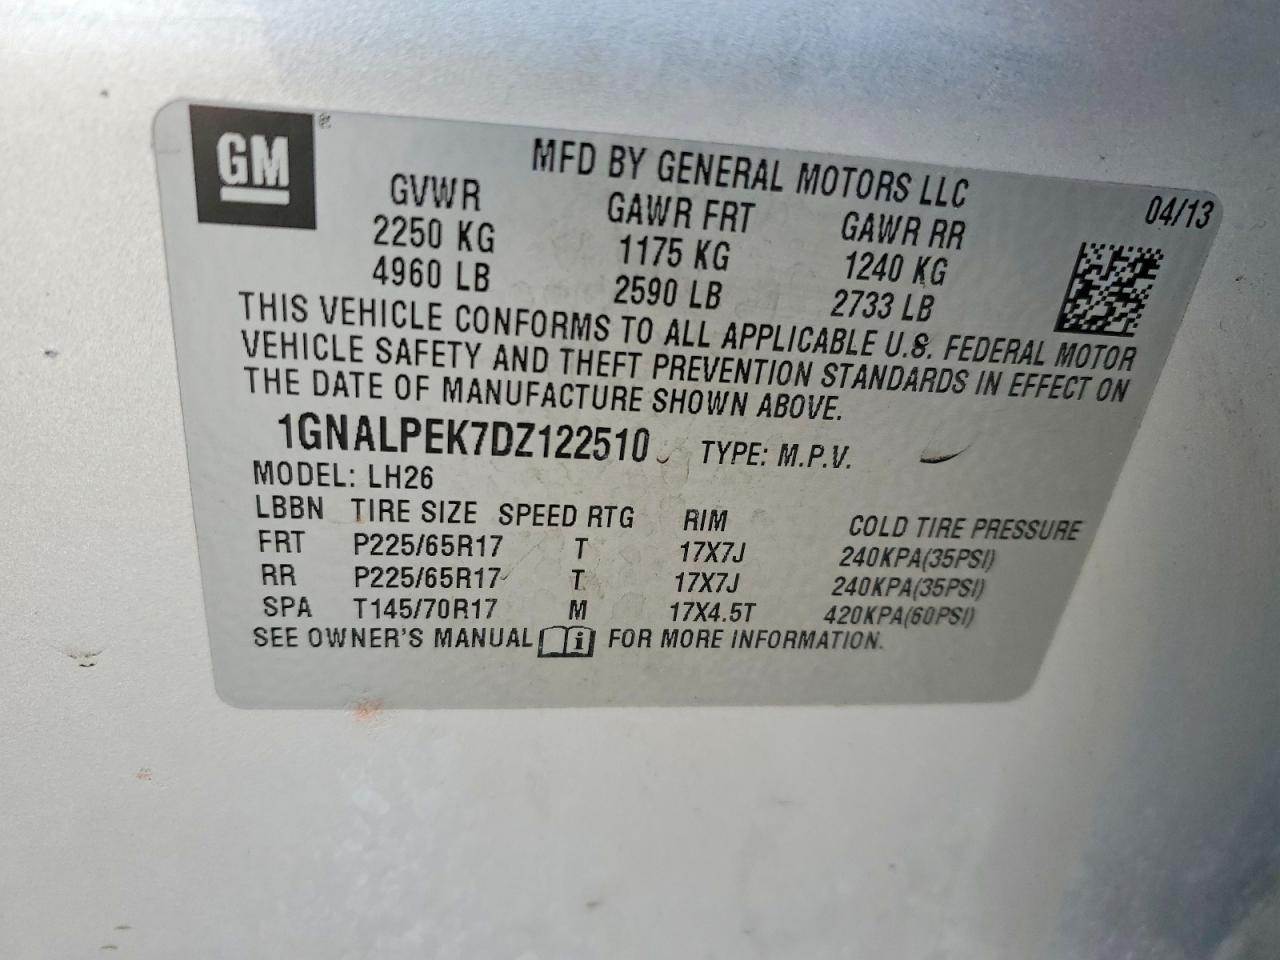 GM®
MFD BY GENERAL MOTORS LLC
04/13
GVWR GAWR FRT GAWR RR
2250 KG 1175 KG 1240 KG
4960 LB 2590 LB 2733 LB
THIS VEHICLE CONFORMS TO ALL APPLICABLE U.S. FEDERAL MOTOR
VEHICLE SAFETY AND THEFT PREVENTION STANDARDS IN EFFECT ON
THE DATE OF MANUFACTURE SHOWN ABOVE.
1GNALPEK7DZ122510 TYPE: M.P.V.
MODEL: LH26
LBBN TIRE SIZE SPEED RTG RIM COLD TIRE PRESSURE
FRT P225/65R17 T 17X7J 240KPA(35PSI)
RR P225/65R17 T 17X7J 240KPA(35PSI)
SPA T145/70R17 M 17X4.5T 420KPA(60PSI)
SEE OWNER'S MANUAL i FOR MORE INFORMATION.